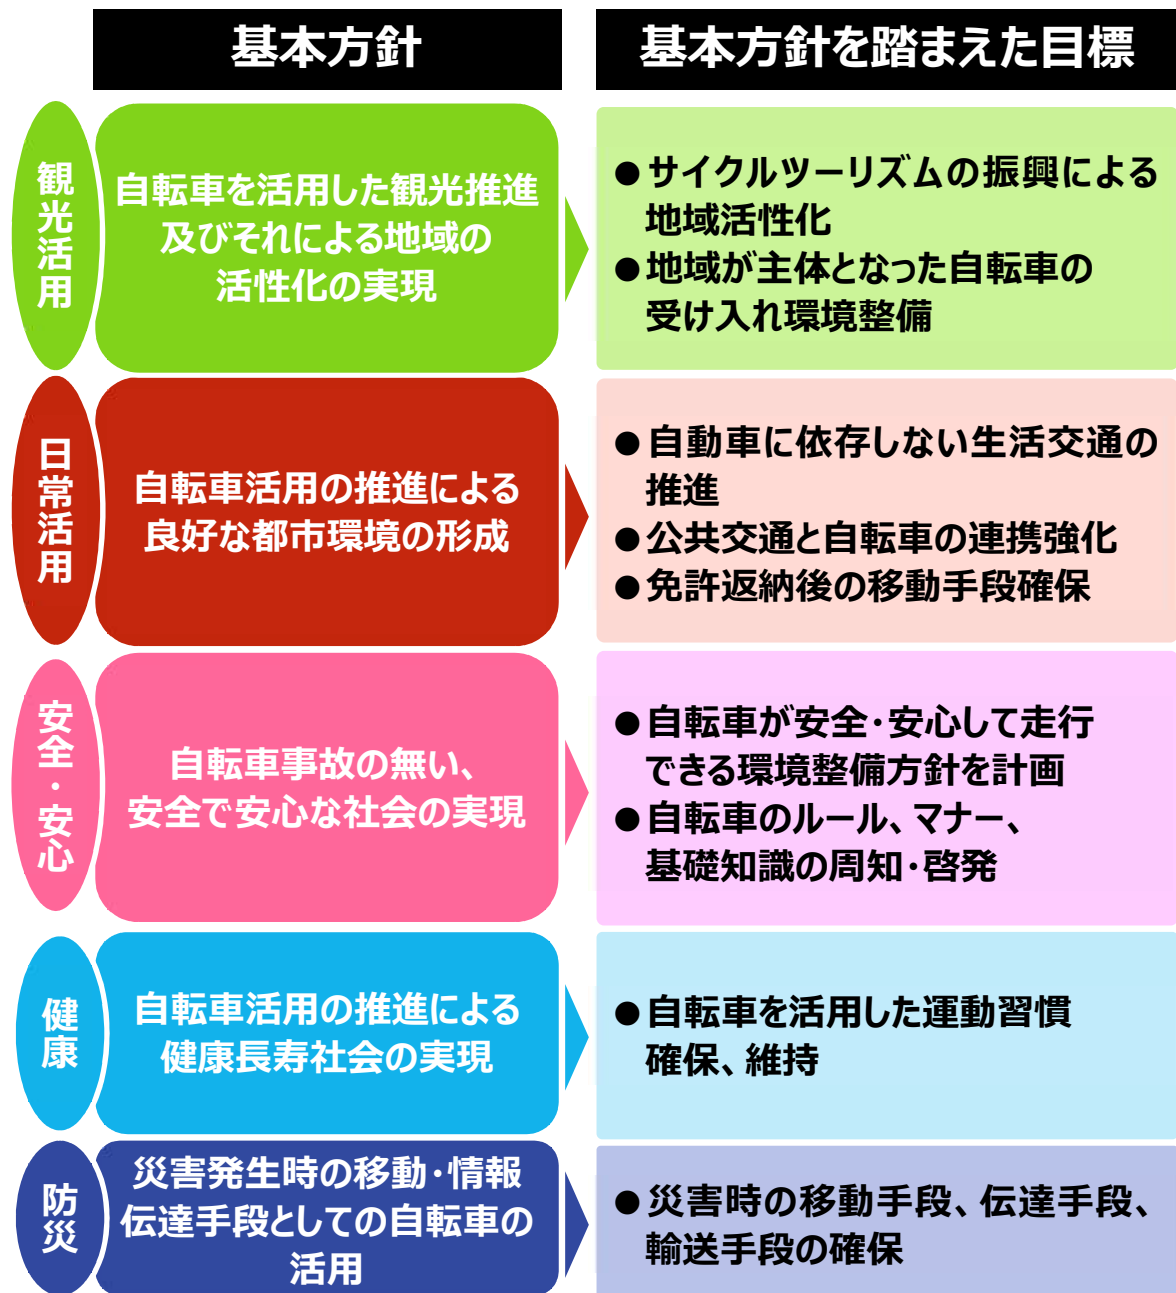 基本方針
基本方針を踏まえた目標
観光活用
自転車を活用した観光推進
及びそれによる地域の
活性化の実現
●サイクルツーリズムの振興による
地域活性化
●地域が主体となった自転車の
受け入れ環境整備
日常活用
自転車活用の推進による
良好な都市環境の形成
●自動車に依存しない生活交通の
推進
●公共交通と自転車の連携強化
●免許返納後の移動手段確保
安全・安心
自転車事故の無い、
安全で安心な社会の実現
●自転車が安全・安心して走行
できる環境整備方針を計画
●自転車のルール、マナー、
基礎知識の周知・啓発
健康
自転車活用の推進による
健康長寿社会の実現
●自転車を活用した運動習慣
確保、維持
防災
災害発生時の移動・情報
伝達手段としての自転車の
活用
●災害時の移動手段、伝達手段、
輸送手段の確保